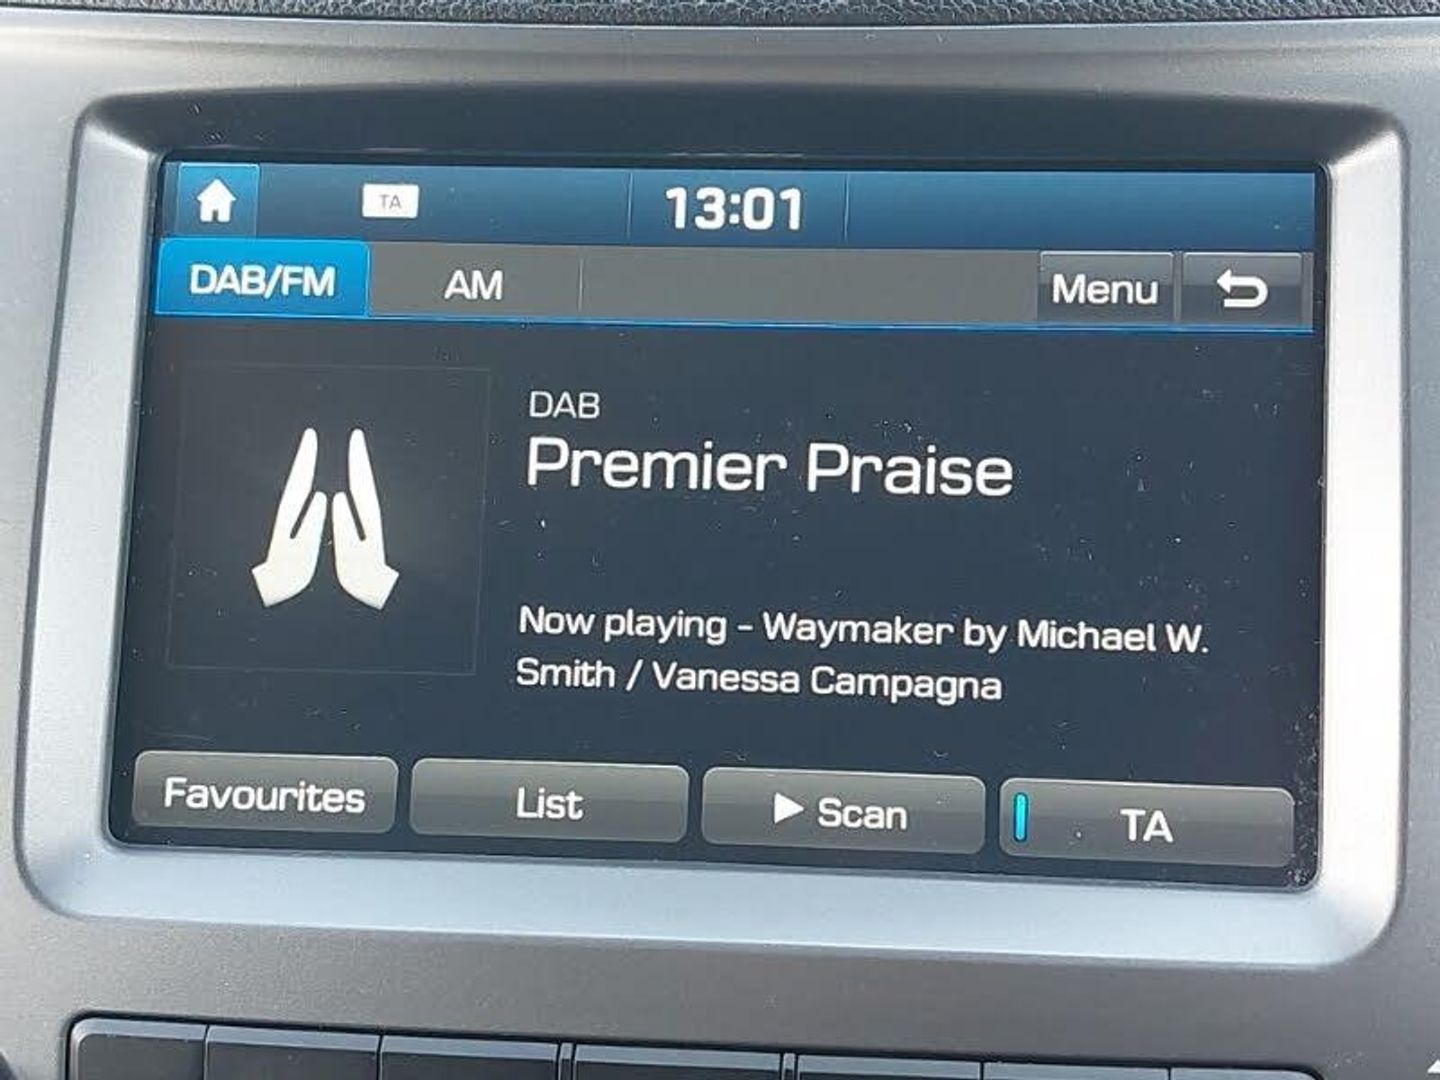 TA
13:01
DAB/FM
AM
Menu
DAB
Premier Praise
Now playing - Waymaker by Michael W.
Smith / Vanessa Campagna
Favourites
List
Scan
TA